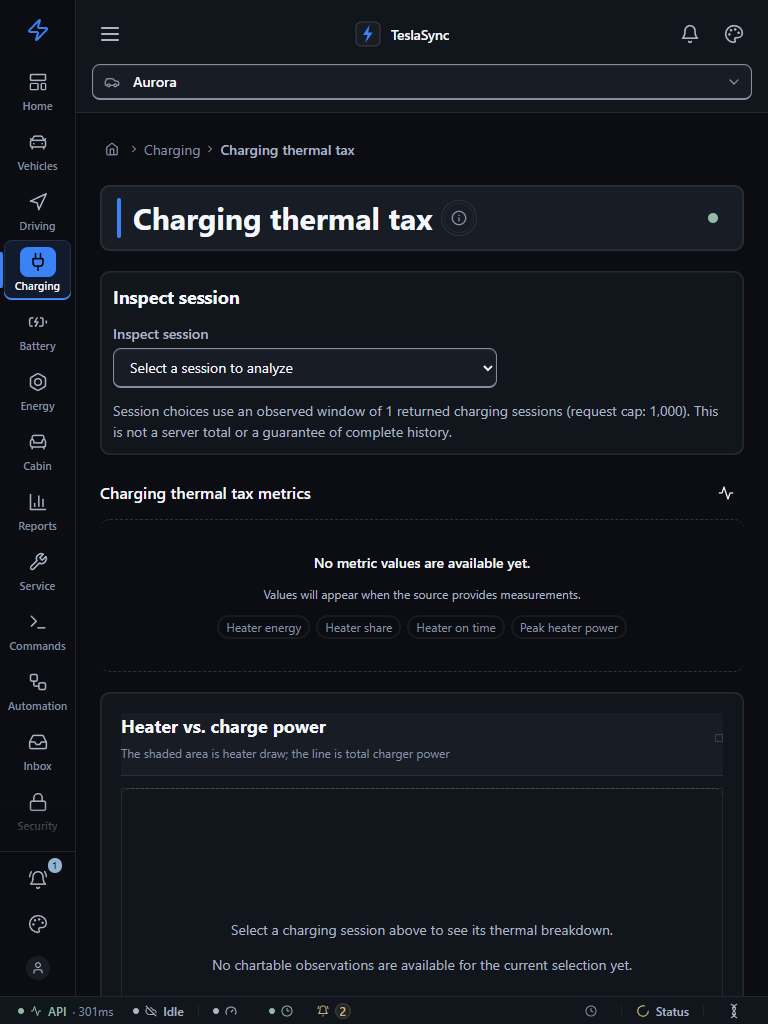 TeslaSync
Aurora
Home
Vehicles
Driving
Charging
Battery
Energy
Cabin
Reports
Service
Commands
Automation
Inbox
Security
1
Charging > Charging thermal tax
Charging thermal tax
Inspect session
Inspect session
Select a session to analyze
Session choices use an observed window of 1 returned charging sessions (request cap: 1,000). This
is not a server total or a guarantee of complete history.
Charging thermal tax metrics
No metric values are available yet.
Values will appear when the source provides measurements.
Heater energy Heater share Heater on time Peak heater power
Heater vs. charge power
The shaded area is heater draw; the line is total charger power
Select a charging session above to see its thermal breakdown.
No chartable observations are available for the current selection yet.
API · 301ms Idle 2 Status